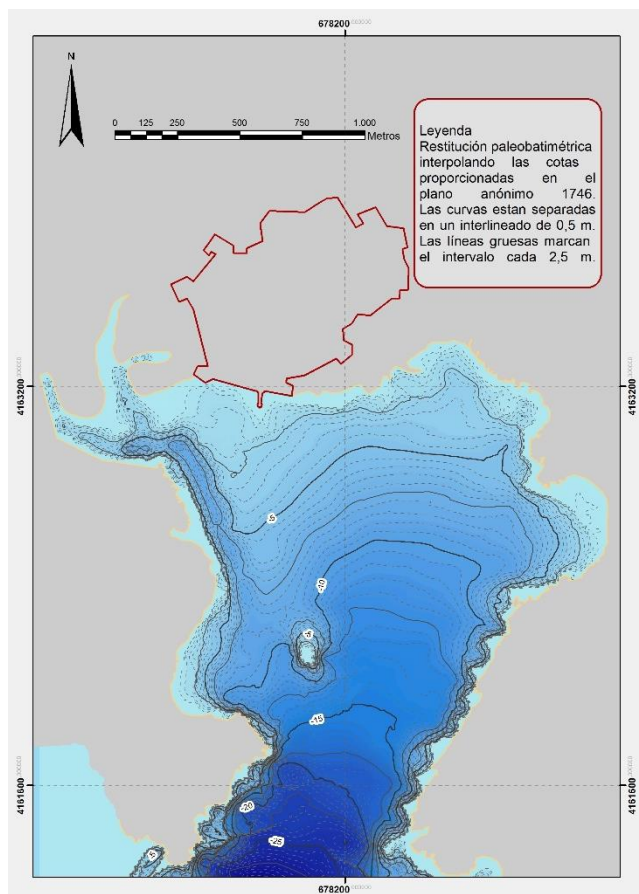 678200
N
0 125 250 500 750 1.000
Metros
Leyenda
Restitución paleobatimétrica
interpolando las cotas
proporcionadas en el
plano anónimo 1746.
Las curvas estan separadas
en un interlineado de 0,5 m.
Las líneas gruesas marcan
el intervalo cada 2,5 m.
4163200
4163200
-5
-10
-5
-15
4161600
4161600
-20
-25
678200